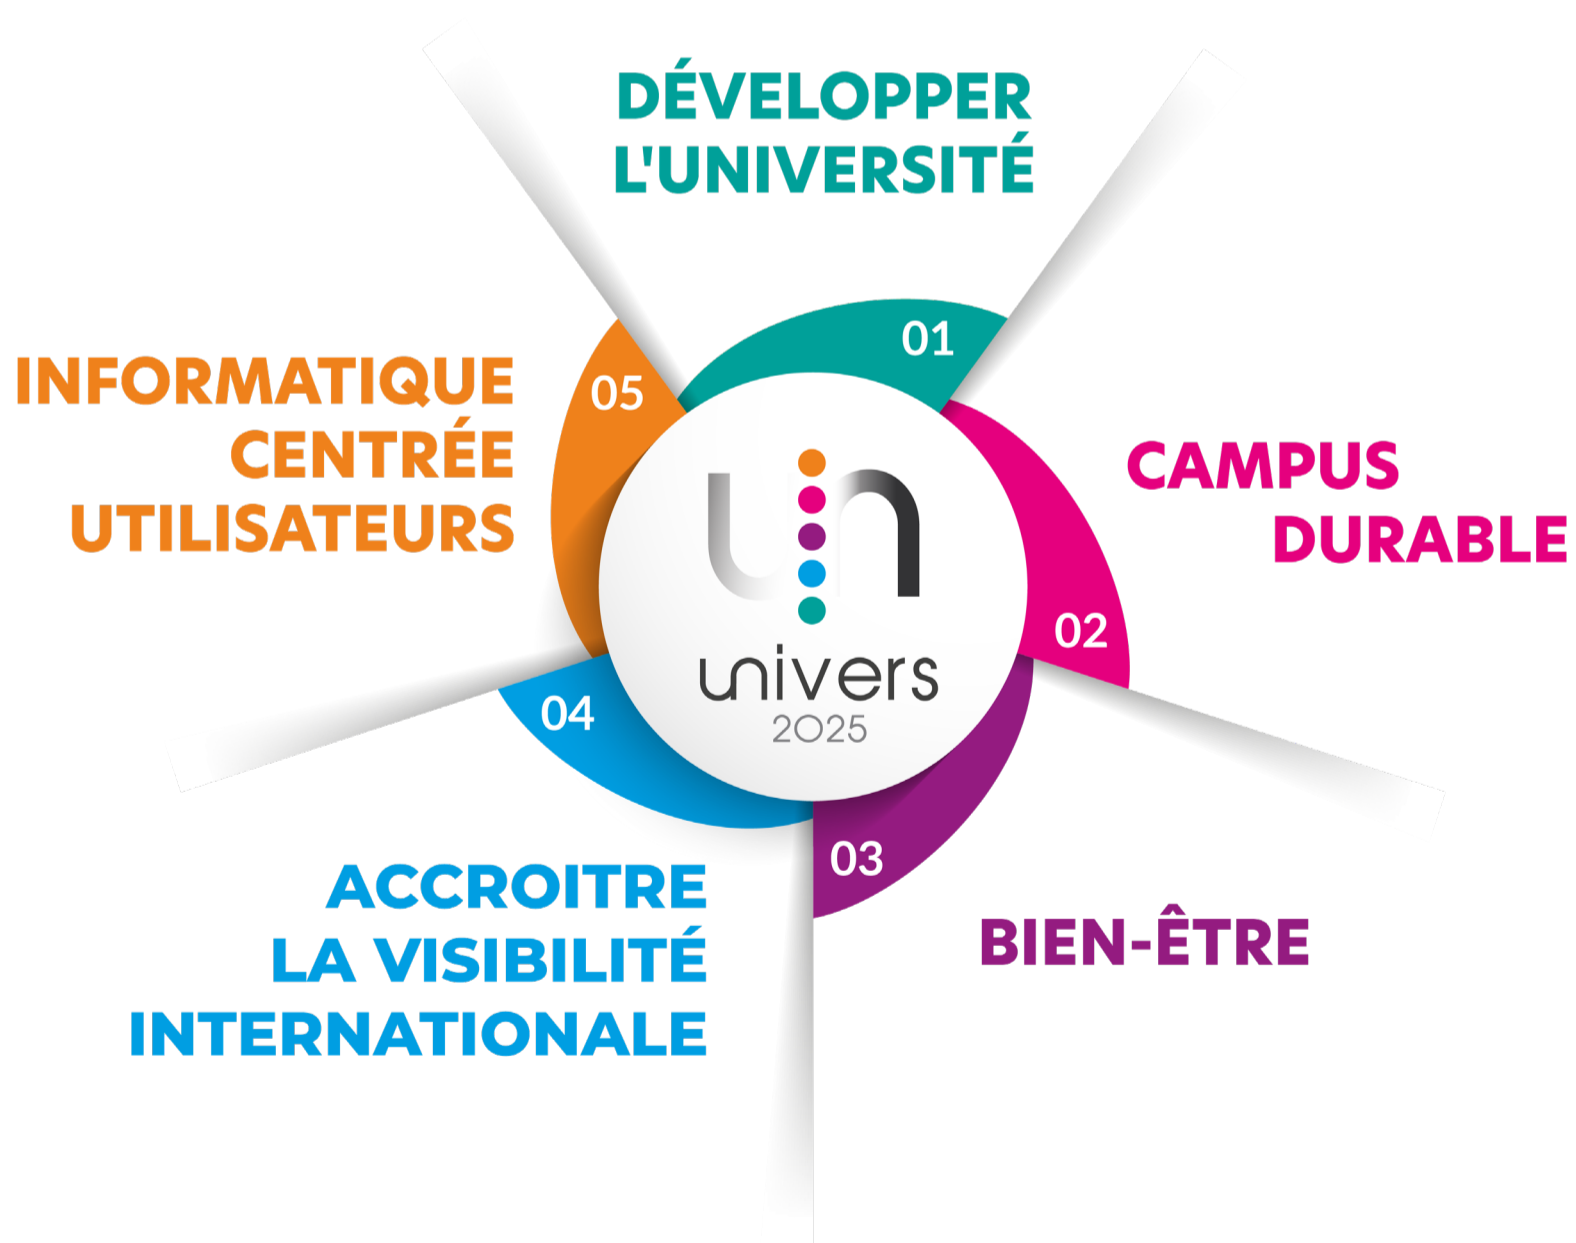 DÉVELOPPER
L'UNIVERSITÉ
01
CAMPUS
DURABLE
02
BIEN-ÊTRE
03
ACCROITRE
LA VISIBILITÉ
INTERNATIONALE
04
INFORMATIQUE
CENTRÉE
UTILISATEURS
05
un
univers
2025